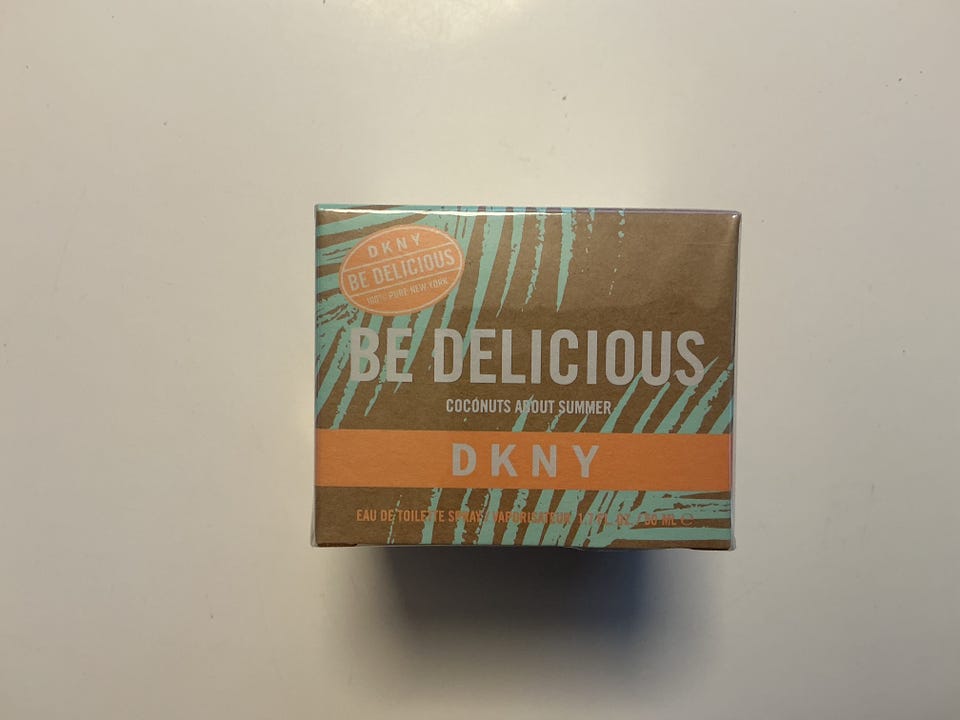 DKNY
BE DELICIOUS
100% PURE NEW YORK
BE DELICIOUS
COCONUTS ABOUT SUMMER
DKNY
EAU DE TOILETTE SPRAY / VAPORISATEUR 1.7 FL OZ / 50 ML ℮